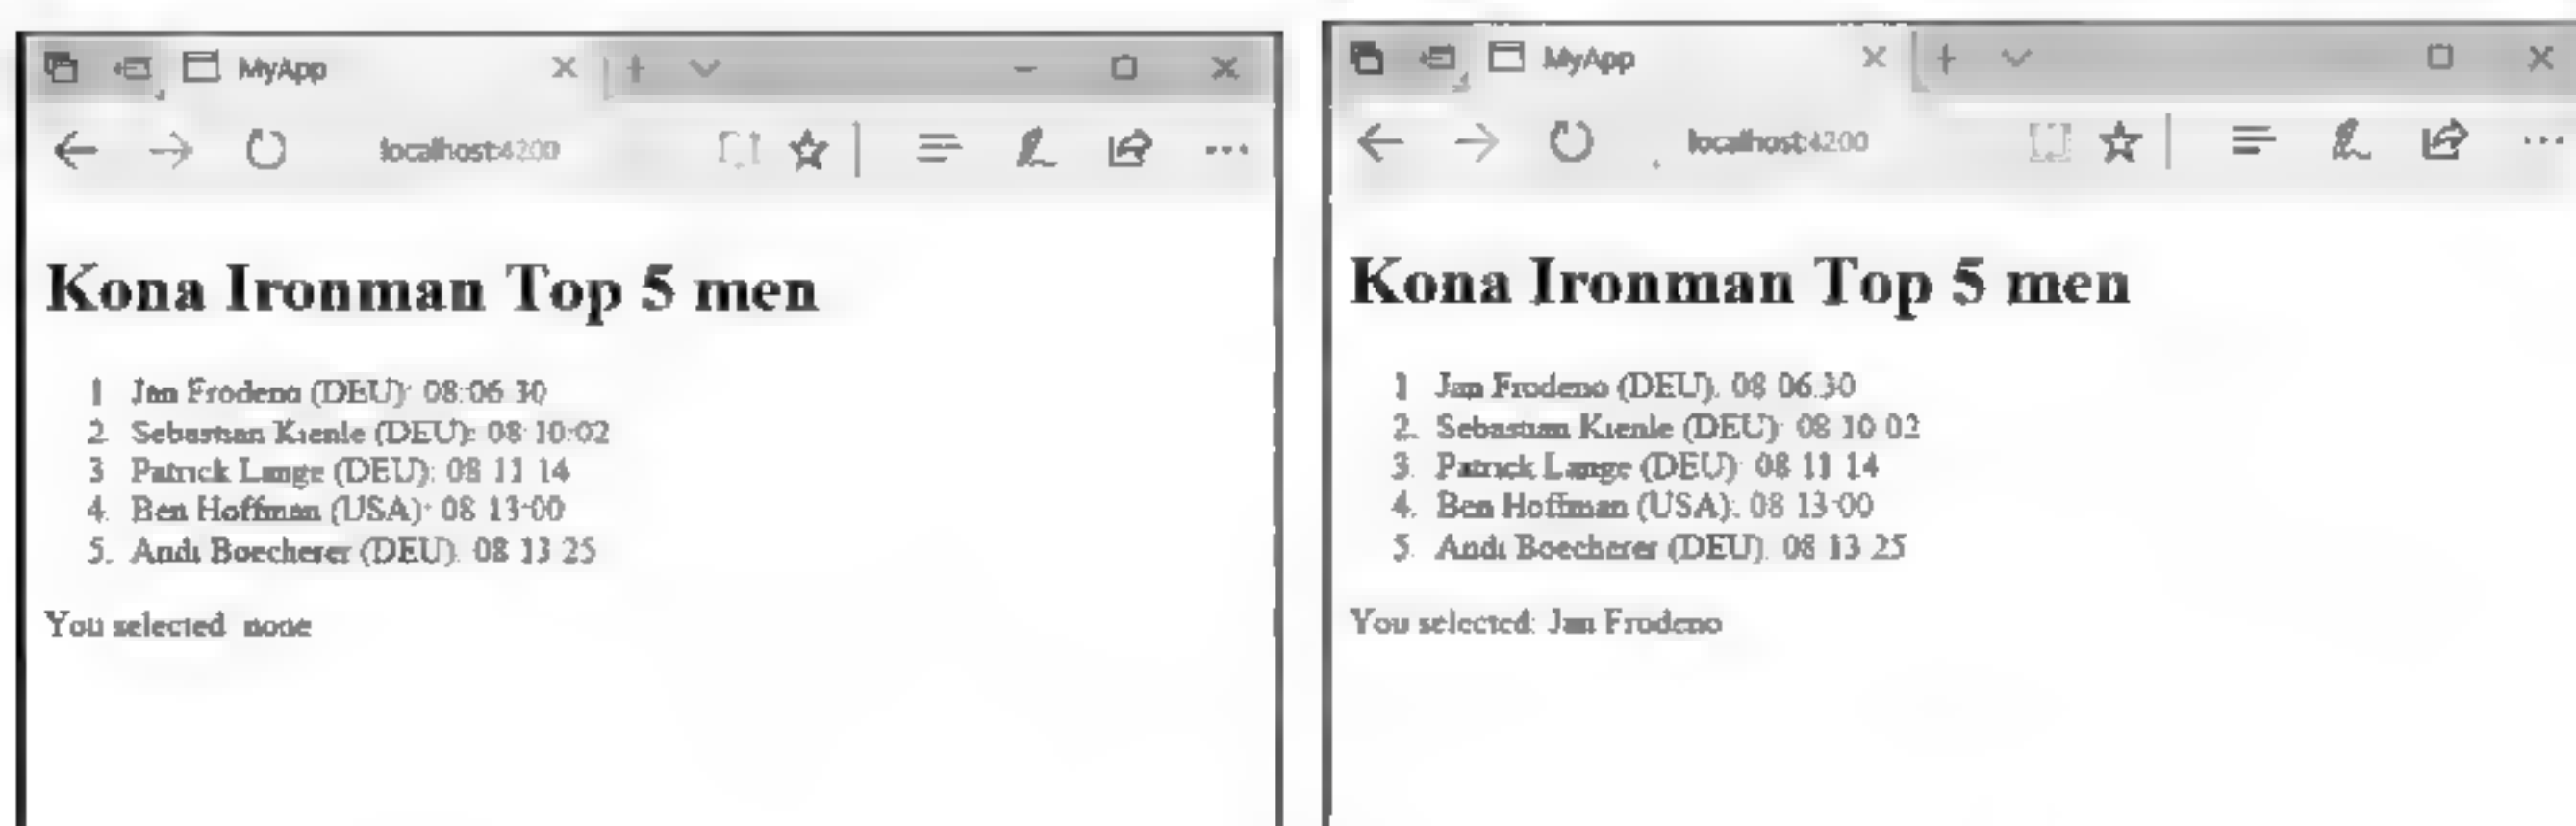 MyApp
localhost:4200
Kona Ironman Top 5 men
1 Jan Frodeno (DEU): 08:06 30
2. Sebastian Kienle (DEU): 08 10:02
3 Patrick Lange (DEU): 08 11 14
4. Ben Hoffman (USA): 08 13:00
5. Andi Boecherer (DEU). 08 13 25
You selected none
MyApp
localhost:4200
Kona Ironman Top 5 men
1 Jan Frodeno (DEU). 08 06:30
2. Sebastian Kienle (DEU) 08 10 02
3. Patrick Lange (DEU) 08 11 14
4. Ben Hoffman (USA). 08 13:00
5. Andi Boecherer (DEU). 08 13 25
You selected: Jan Frodeno